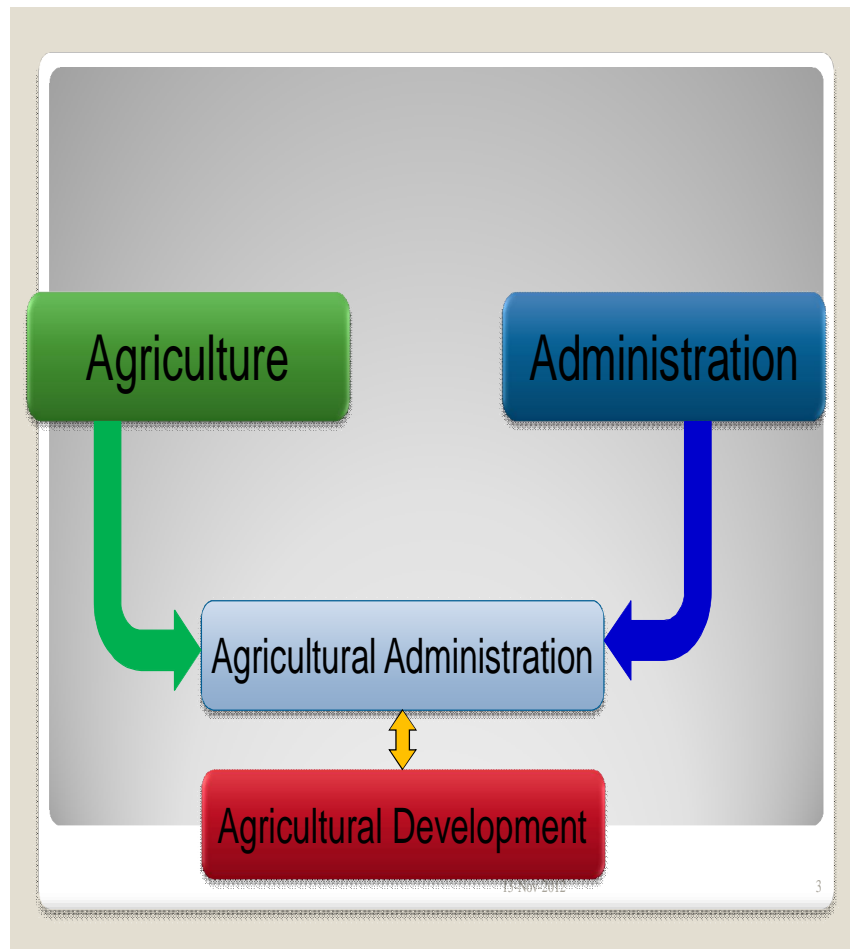 Agriculture
Administration
Agricultural Administration
Agricultural Development
13-Nov-2012
3